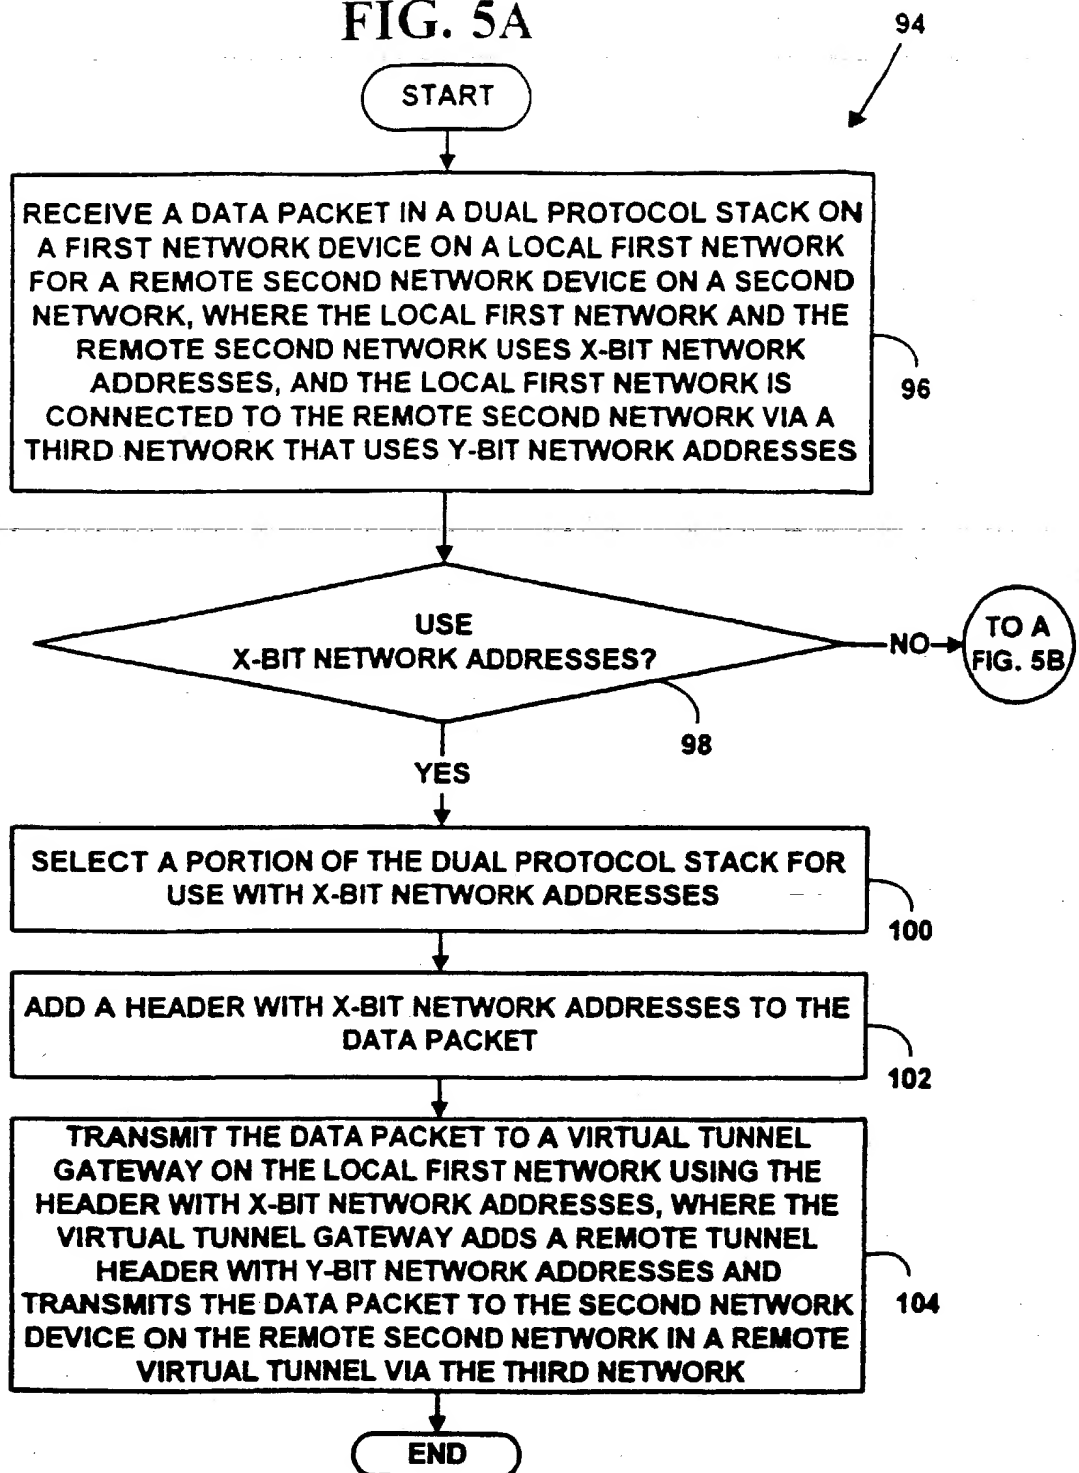 FIG. 5A
94
START
RECEIVE A DATA PACKET IN A DUAL PROTOCOL STACK ON
A FIRST NETWORK DEVICE ON A LOCAL FIRST NETWORK
FOR A REMOTE SECOND NETWORK DEVICE ON A SECOND
NETWORK, WHERE THE LOCAL FIRST NETWORK AND THE
REMOTE SECOND NETWORK USES X-BIT NETWORK
ADDRESSES, AND THE LOCAL FIRST NETWORK IS
CONNECTED TO THE REMOTE SECOND NETWORK VIA A
THIRD NETWORK THAT USES Y-BIT NETWORK ADDRESSES
96
USE
X-BIT NETWORK ADDRESSES?
NO
TO A
FIG. 5B
98
YES
SELECT A PORTION OF THE DUAL PROTOCOL STACK FOR
USE WITH X-BIT NETWORK ADDRESSES
100
ADD A HEADER WITH X-BIT NETWORK ADDRESSES TO THE
DATA PACKET
102
TRANSMIT THE DATA PACKET TO A VIRTUAL TUNNEL
GATEWAY ON THE LOCAL FIRST NETWORK USING THE
HEADER WITH X-BIT NETWORK ADDRESSES, WHERE THE
VIRTUAL TUNNEL GATEWAY ADDS A REMOTE TUNNEL
HEADER WITH Y-BIT NETWORK ADDRESSES AND
TRANSMITS THE DATA PACKET TO THE SECOND NETWORK
DEVICE ON THE REMOTE SECOND NETWORK IN A REMOTE
VIRTUAL TUNNEL VIA THE THIRD NETWORK
104
END